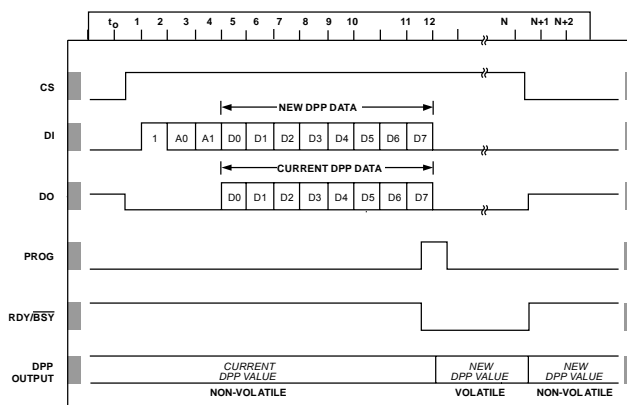 to 1 2 3 4 5 6 7 8 9 10 11 12 N N+1 N+2
CS
NEW DPP DATA
DI 1 A0 A1 D0 D1 D2 D3 D4 D5 D6 D7
CURRENT DPP DATA
DO D0 D1 D2 D3 D4 D5 D6 D7
PROG
RDY/BSY
DPP
OUTPUT
CURRENT
DPP VALUE
NON-VOLATILE
NEW
DPP VALUE
VOLATILE
NEW
DPP VALUE
NON-VOLATILE